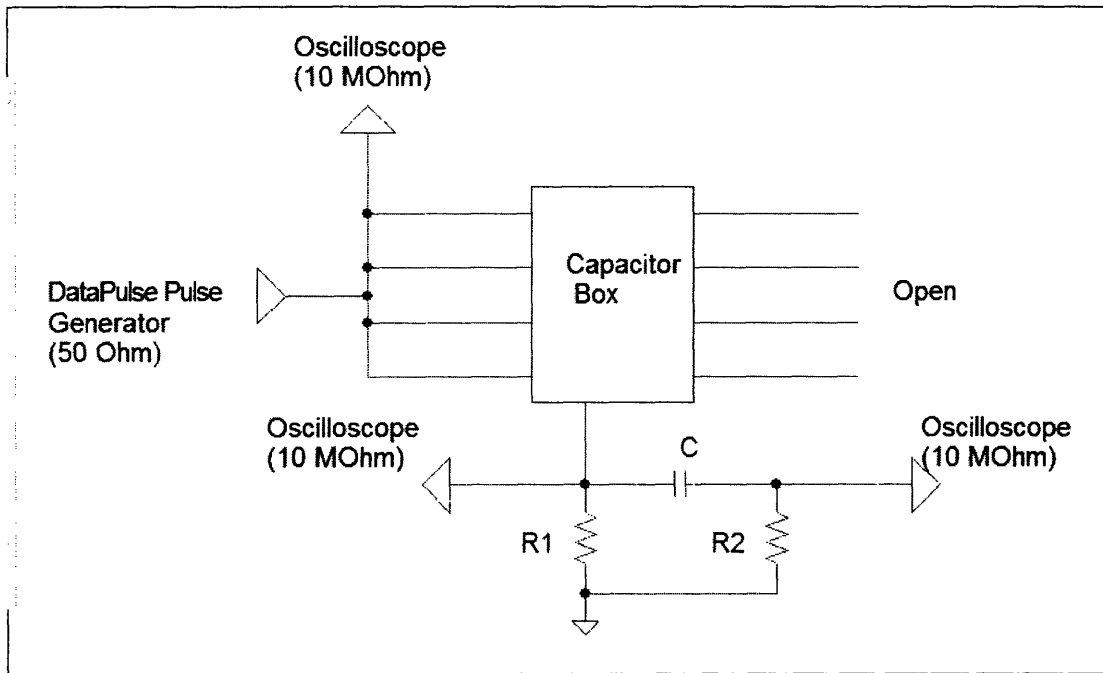 Oscilloscope
(10 MOhm)
Capacitor
Box
DataPulse Pulse
Generator
(50 Ohm)
Open
Oscilloscope
(10 MOhm)
C
Oscilloscope
(10 MOhm)
R1
R2